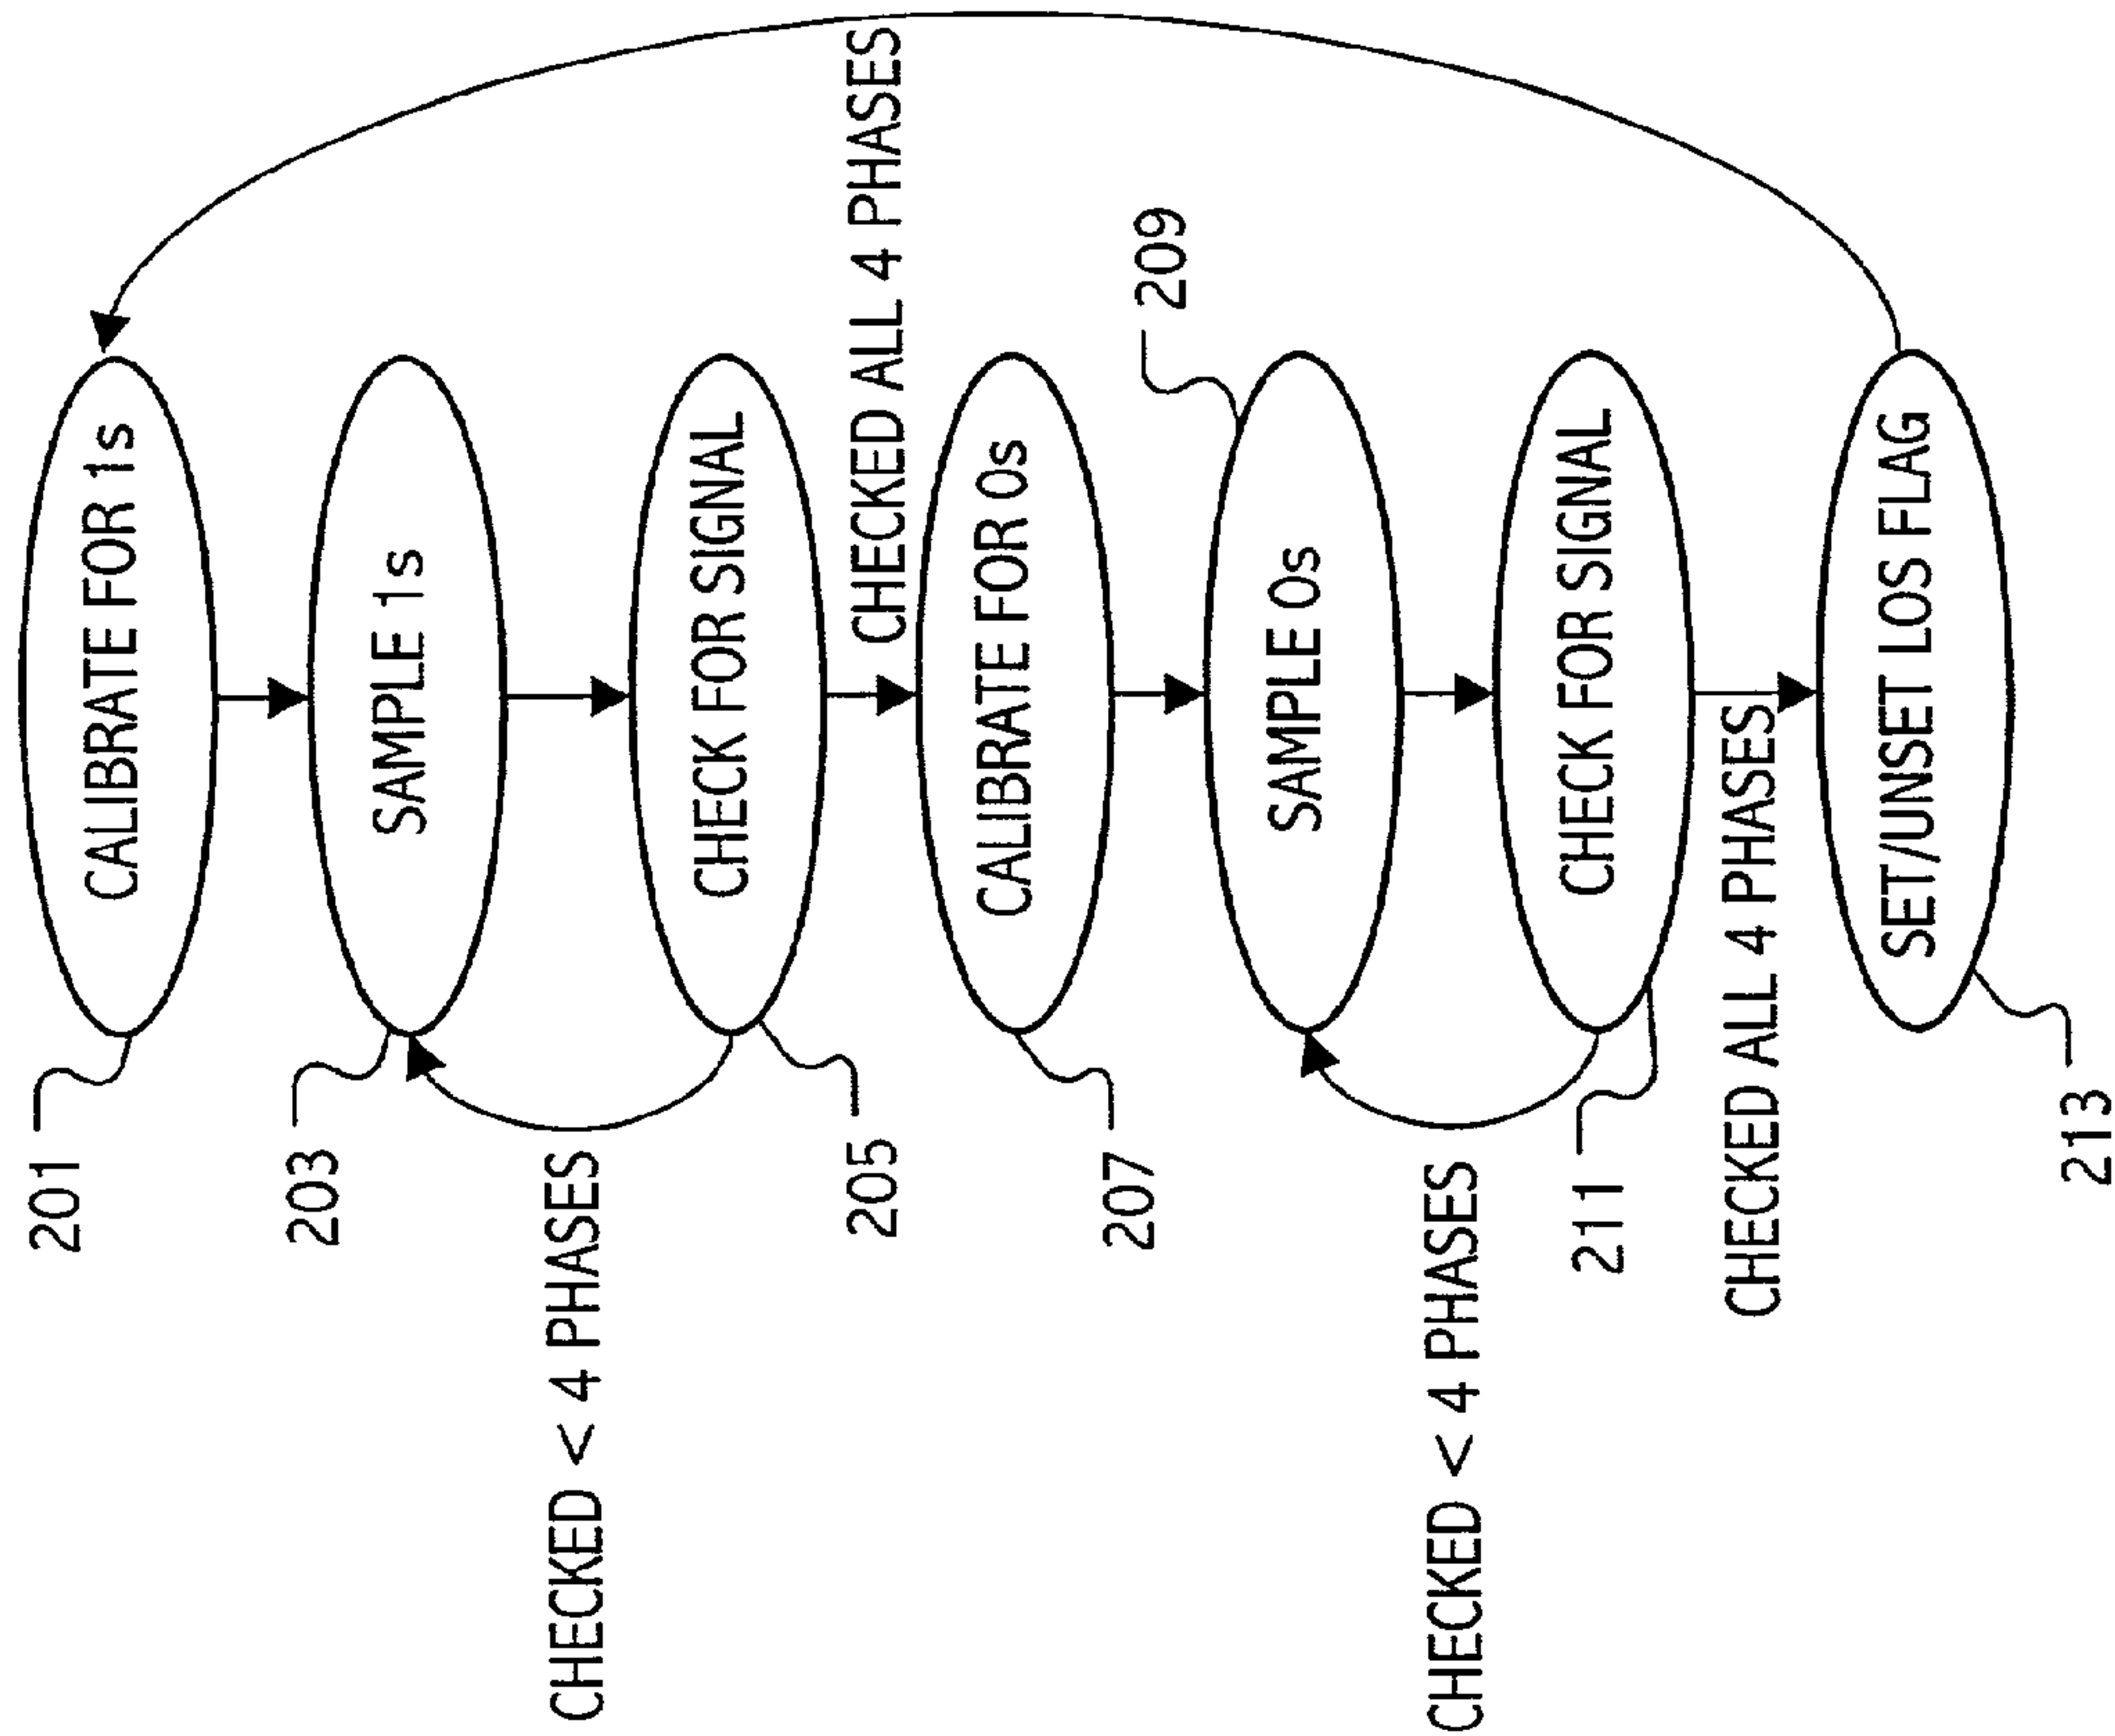 201
CALIBRATE FOR 1s
203
SAMPLE 1s
CHECKED < 4 PHASES
CHECK FOR SIGNAL
205
CHECKED ALL 4 PHASES
207
CALIBRATE FOR 0s
209
SAMPLE 0s
CHECKED < 4 PHASES
211
CHECK FOR SIGNAL
CHECKED ALL 4 PHASES
SET/UNSET LOS FLAG
213